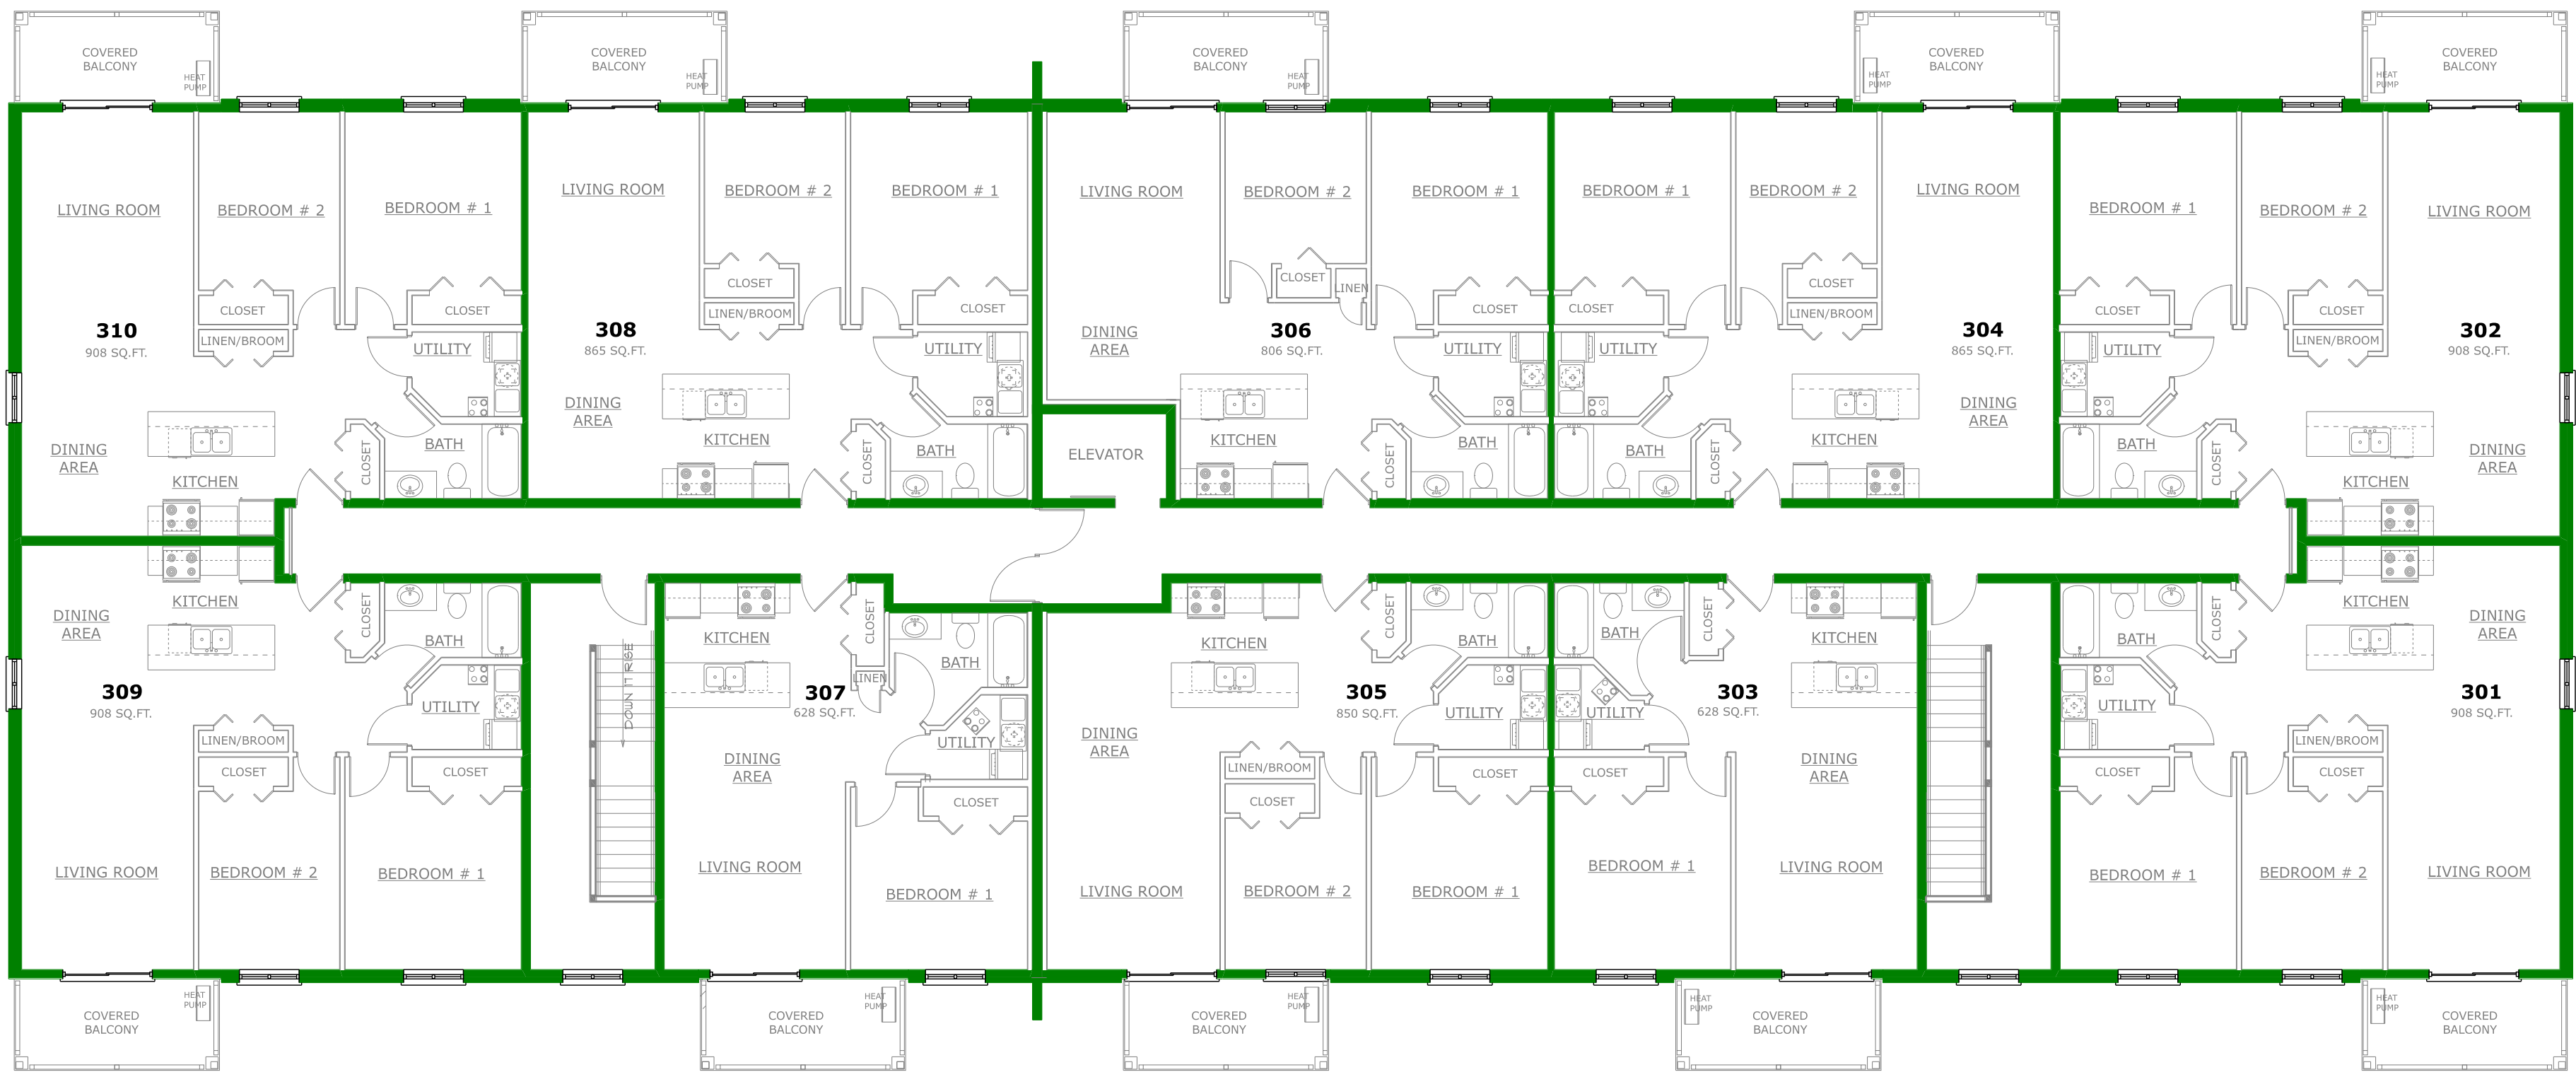 COVERED
BALCONY
HEAT
PUMP
COVERED
BALCONY
HEAT
PUMP
COVERED
BALCONY
HEAT
PUMP
COVERED
BALCONY
HEAT
PUMP
COVERED
BALCONY
HEAT
PUMP
LIVING ROOM
BEDROOM # 2
BEDROOM # 1
CLOSET
CLOSET
LINEN/BROOM
310
908 SQ.FT.
UTILITY
DINING
AREA
KITCHEN
CLOSET
BATH
LIVING ROOM
BEDROOM # 2
BEDROOM # 1
CLOSET
CLOSET
LINEN/BROOM
308
865 SQ.FT.
UTILITY
DINING
AREA
KITCHEN
CLOSET
BATH
LIVING ROOM
BEDROOM # 2
BEDROOM # 1
CLOSET
LINEN
CLOSET
DINING
AREA
306
806 SQ.FT.
UTILITY
KITCHEN
CLOSET
BATH
ELEVATOR
BEDROOM # 1
BEDROOM # 2
LIVING ROOM
CLOSET
CLOSET
LINEN/BROOM
304
865 SQ.FT.
UTILITY
DINING
AREA
BATH
CLOSET
KITCHEN
BEDROOM # 1
BEDROOM # 2
LIVING ROOM
CLOSET
CLOSET
LINEN/BROOM
302
908 SQ.FT.
UTILITY
BATH
CLOSET
DINING
AREA
KITCHEN
KITCHEN
DINING
AREA
CLOSET
BATH
309
908 SQ.FT.
UTILITY
LINEN/BROOM
CLOSET
CLOSET
LIVING ROOM
BEDROOM # 2
BEDROOM # 1
DOWN 17 RISE
KITCHEN
CLOSET
BATH
LINEN
307
628 SQ.FT.
UTILITY
DINING
AREA
CLOSET
LIVING ROOM
BEDROOM # 1
KITCHEN
CLOSET
BATH
305
850 SQ.FT.
UTILITY
DINING
AREA
LINEN/BROOM
CLOSET
CLOSET
LIVING ROOM
BEDROOM # 2
BEDROOM # 1
BATH
CLOSET
KITCHEN
303
628 SQ.FT.
UTILITY
DINING
AREA
CLOSET
BEDROOM # 1
LIVING ROOM
KITCHEN
DINING
AREA
BATH
CLOSET
301
908 SQ.FT.
UTILITY
LINEN/BROOM
CLOSET
CLOSET
BEDROOM # 1
BEDROOM # 2
LIVING ROOM
HEAT
PUMP
COVERED
BALCONY
HEAT
PUMP
COVERED
BALCONY
HEAT
PUMP
COVERED
BALCONY
HEAT
PUMP
COVERED
BALCONY
HEAT
PUMP
COVERED
BALCONY